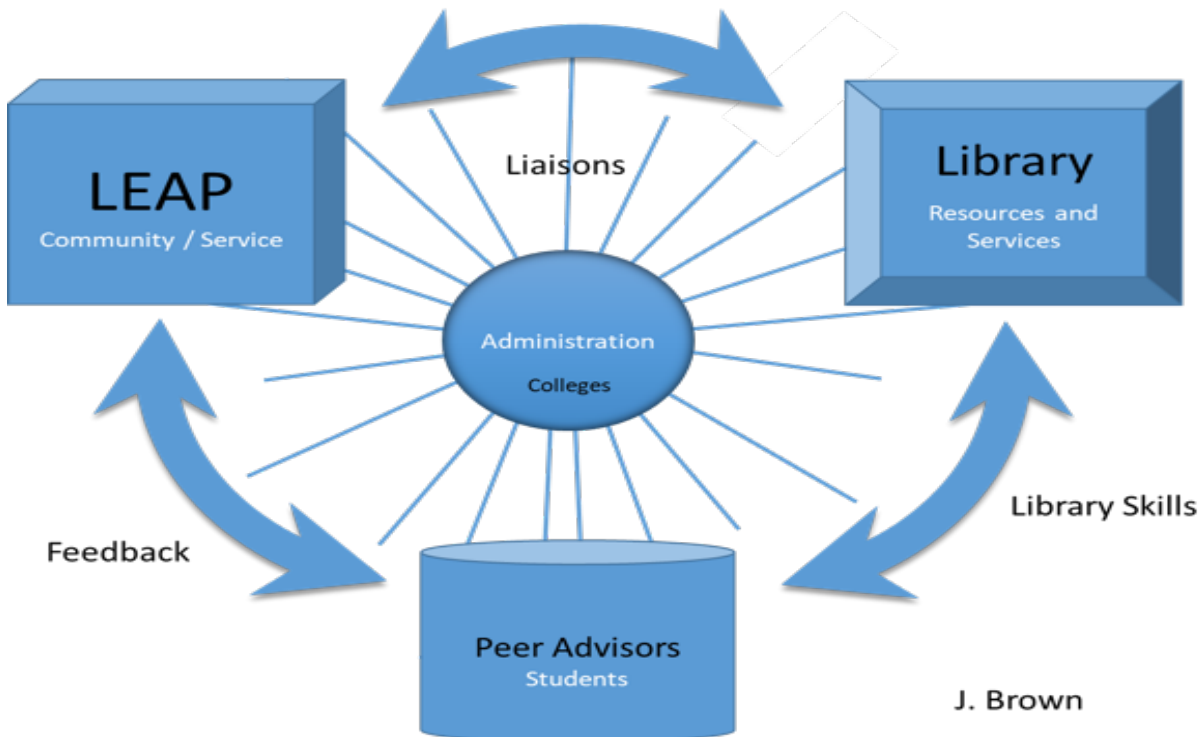 LEAP
Community / Service
Liaisons
Library
Resources and
Services
Administration
Colleges
Feedback
Library Skills
Peer Advisors
Students
J. Brown